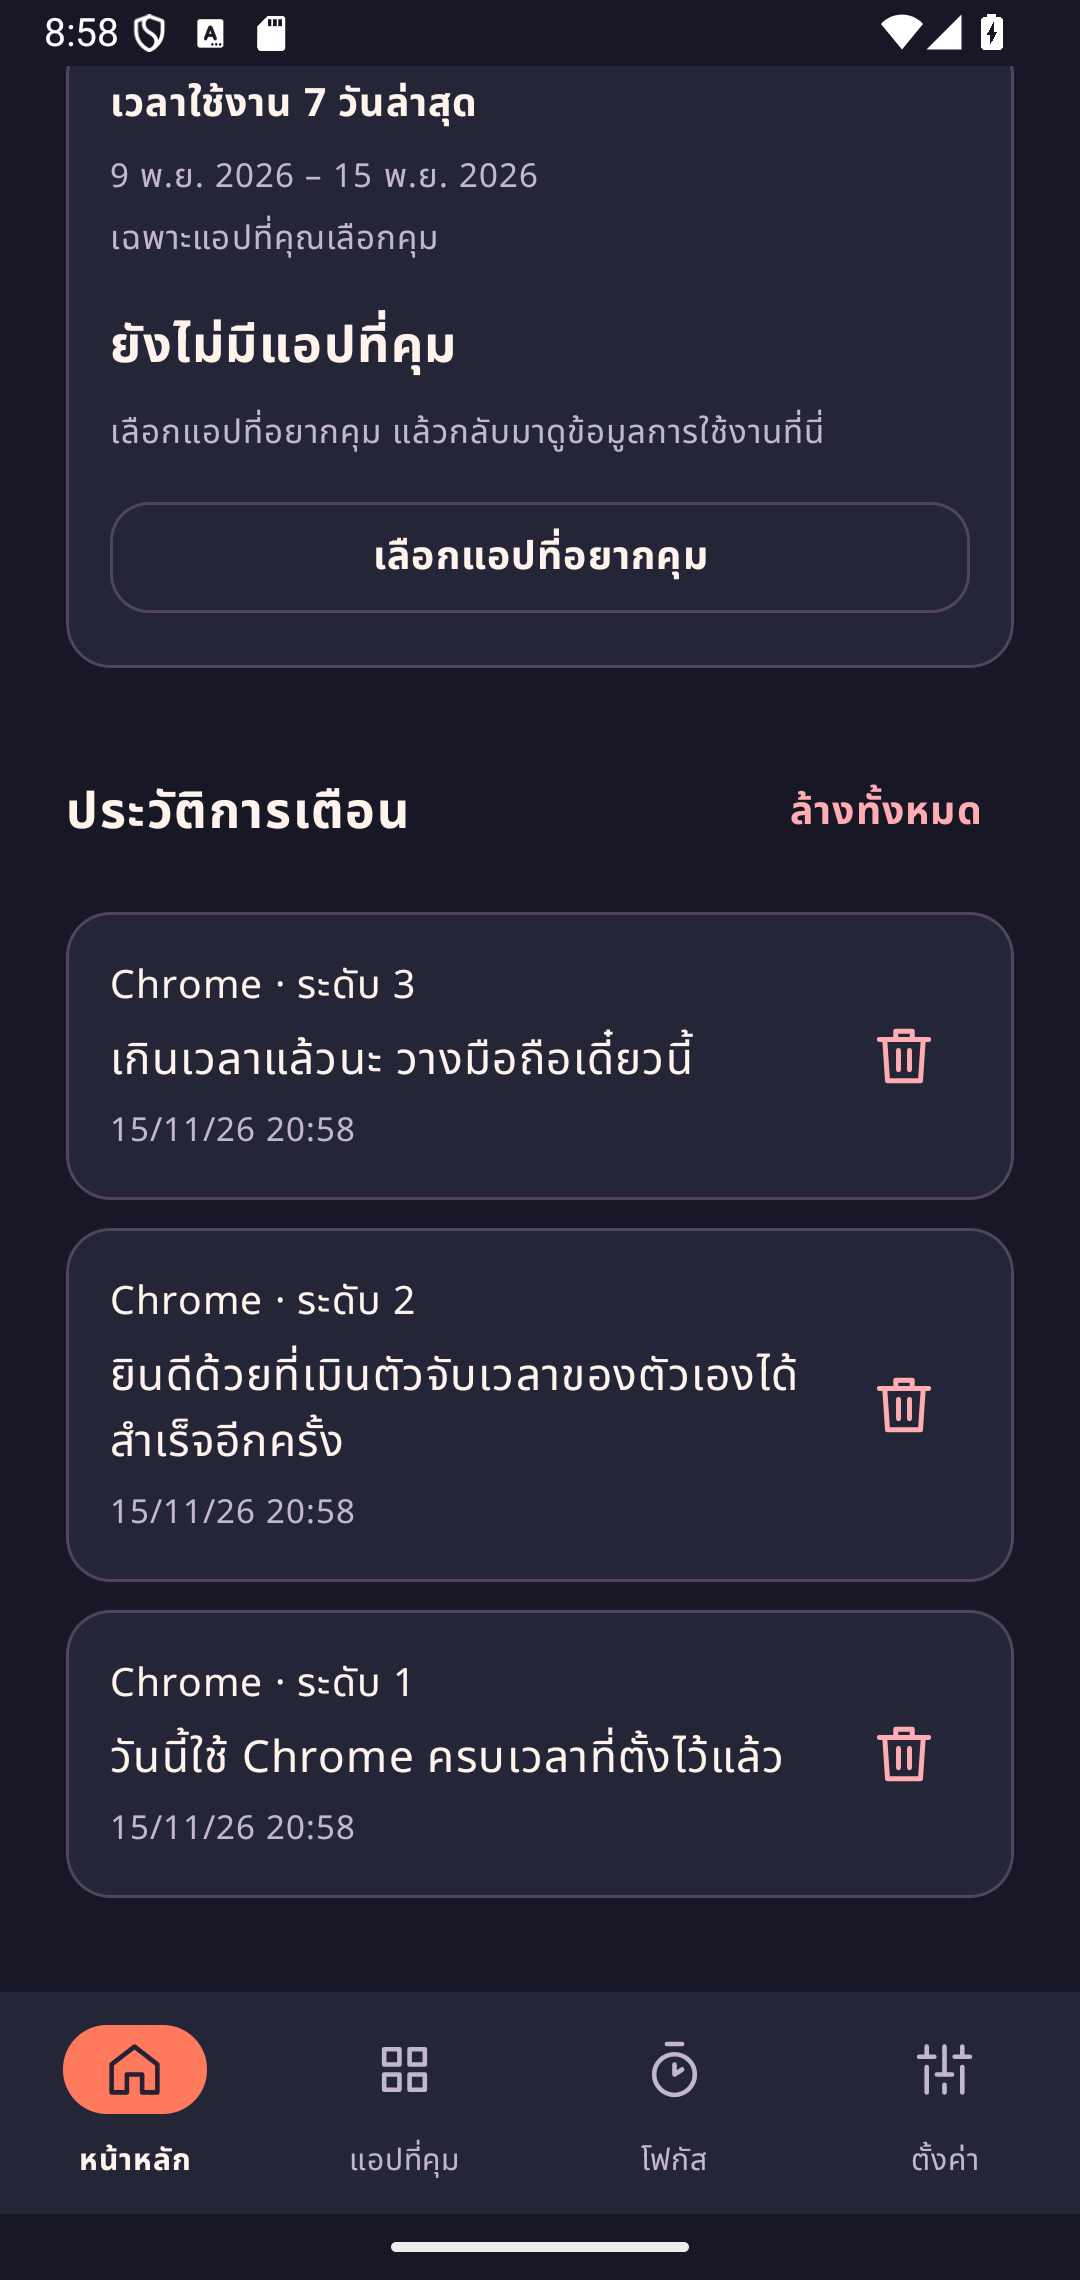 8:58
เวลาใช้งาน 7 วันล่าสุด
9 พ.ย. 2026 – 15 พ.ย. 2026
เฉพาะแอปที่คุณเลือกคุม
ยังไม่มีแอปที่คุม
เลือกแอปที่อยากคุม แล้วกลับมาดูข้อมูลการใช้งานที่นี่
เลือกแอปที่อยากคุม
ประวัติการเตือน
ล้างทั้งหมด
Chrome · ระดับ 3
เกินเวลาแล้วนะ วางมือถือเดี๋ยวนี้
15/11/26 20:58
Chrome · ระดับ 2
ยินดีด้วยที่เมินตัวจับเวลาของตัวเองได้
สำเร็จอีกครั้ง
15/11/26 20:58
Chrome · ระดับ 1
วันนี้ใช้ Chrome ครบเวลาที่ตั้งไว้แล้ว
15/11/26 20:58
หน้าหลัก
แอปที่คุม
โฟกัส
ตั้งค่า